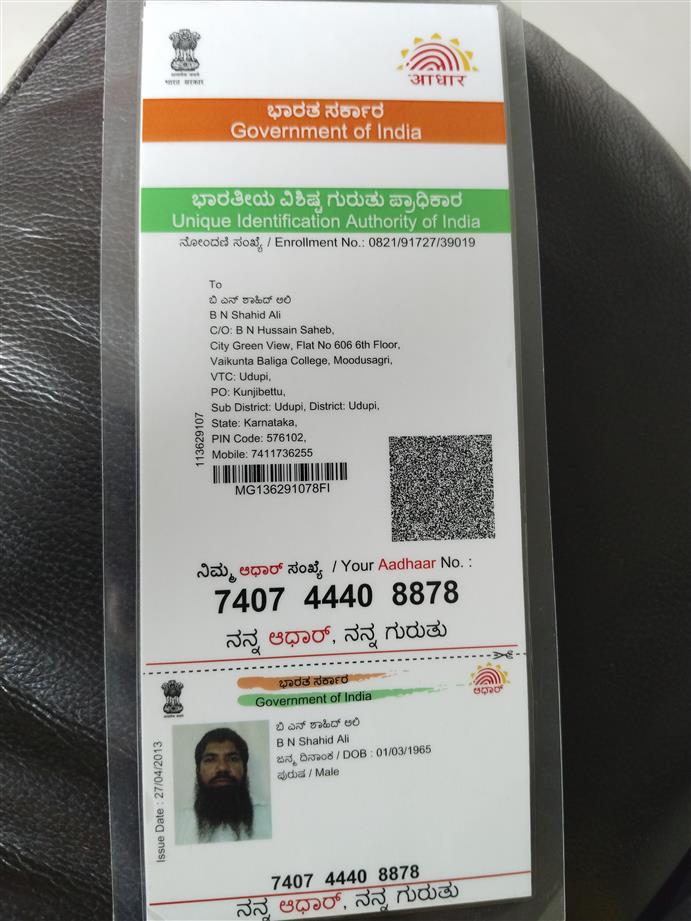 भारत सरकार
आधार
ಭಾರತ ಸರ್ಕಾರ
Government of India
ಭಾರತೀಯ ವಿಶಿಷ್ಟ ಗುರುತು ಪ್ರಾಧಿಕಾರ
Unique Identification Authority of India
ನೋಂದಣಿ ಸಂಖ್ಯೆ / Enrollment No.: 0821/91727/39019
To
ಬಿ ಎನ್ ಶಾಹಿದ್ ಅಲಿ
B N Shahid Ali
C/O: B N Hussain Saheb,
City Green View, Flat No 606 6th Floor,
Vaikunta Baliga College, Moodusagri,
VTC: Udupi,
PO: Kunjibettu,
Sub District: Udupi, District: Udupi,
State: Karnataka,
PIN Code: 576102,
Mobile: 7411736255
113629107
MG136291078FI
ನಿಮ್ಮ ಆಧಾರ್ ಸಂಖ್ಯೆ / Your Aadhaar No. :
7407 4440 8878
ನನ್ನ ಆಧಾರ್, ನನ್ನ ಗುರುತು
ಭಾರತ ಸರ್ಕಾರ
Government of India
ಆಧಾರ್
ಬಿ ಎನ್ ಶಾಹಿದ್ ಅಲಿ
B N Shahid Ali
ಜನ್ಮ ದಿನಾಂಕ / DOB : 01/03/1965
ಪುರುಷ / Male
Issue Date : 27/04/2013
7407 4440 8878
ನನ್ನ ಆಧಾರ್, ನನ್ನ ಗುರುತು